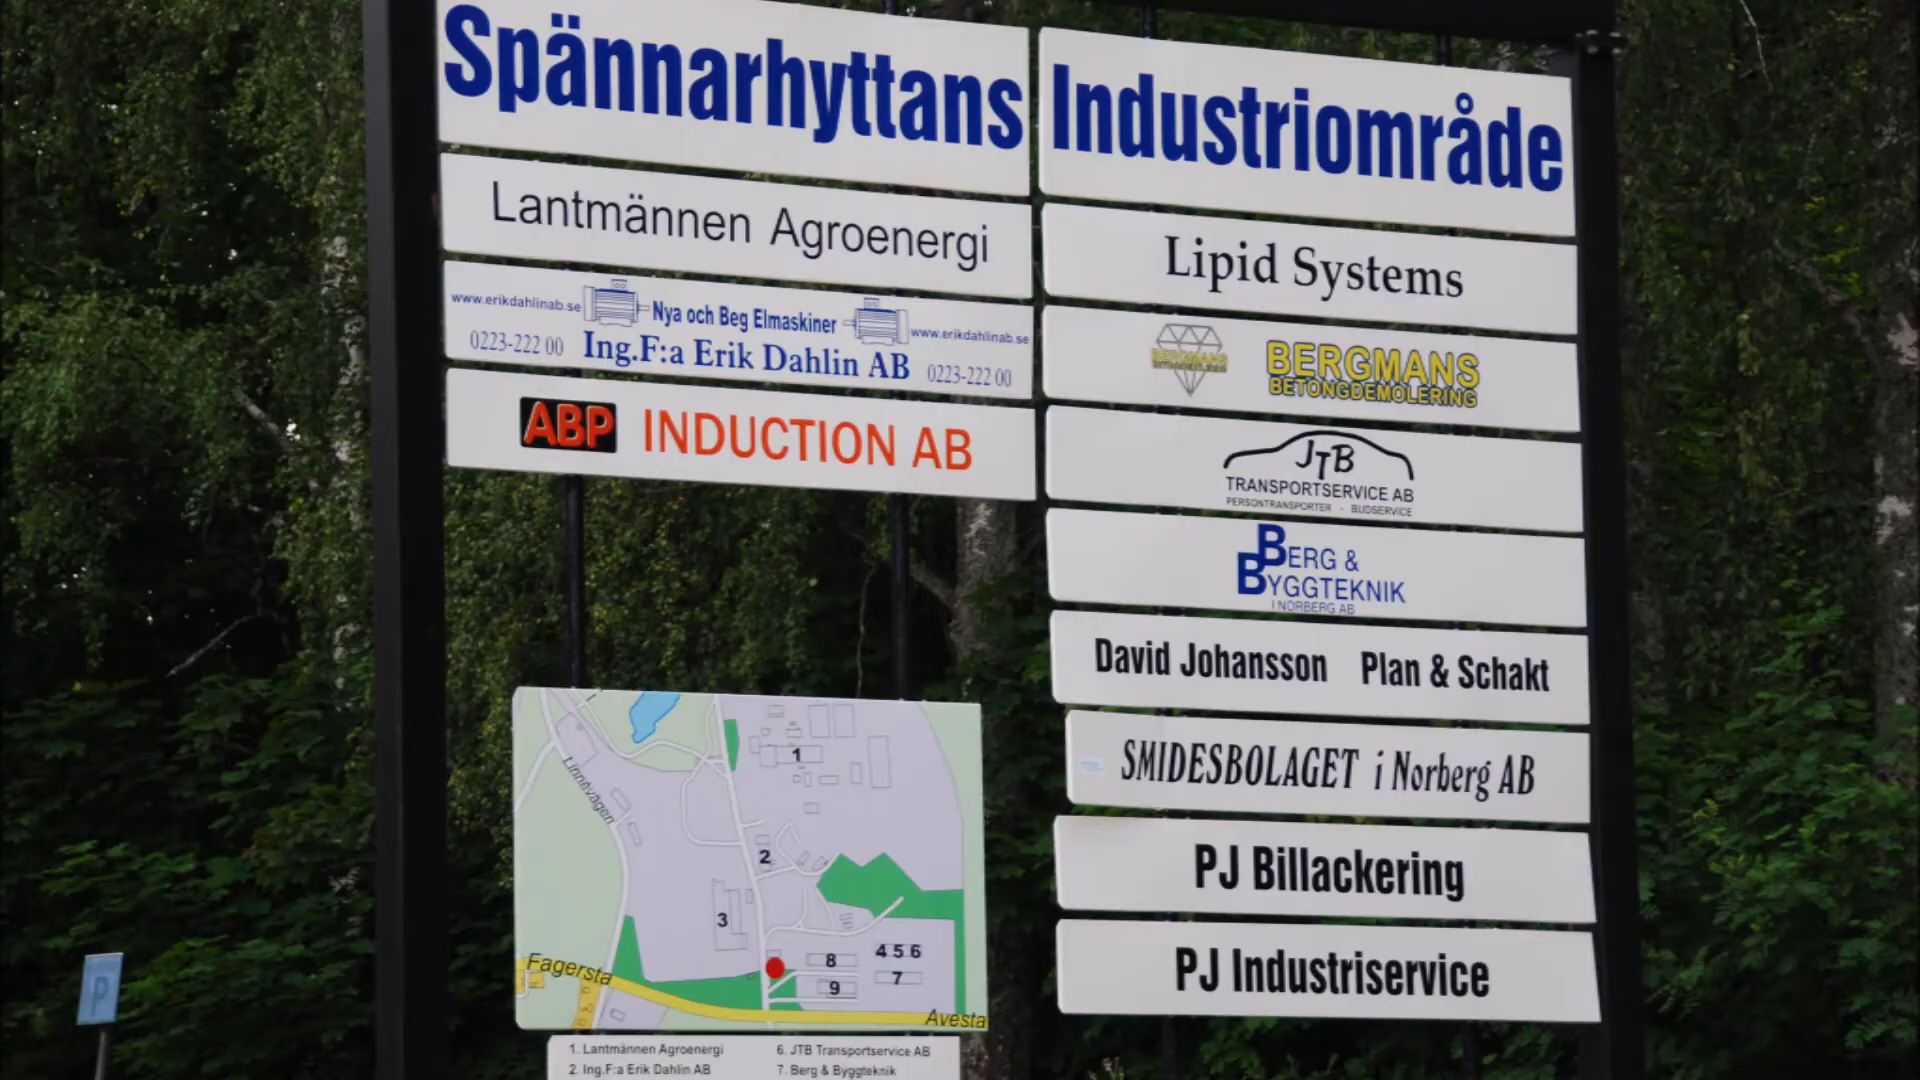 Spännarhyttans Industriområde
Lantmännen Agroenergi
www.erikdahlinab.se Nya och Beg Elmaskiner www.erikdahlinab.se
0223-222 00 Ing.F:a Erik Dahlin AB 0223-222 00
ABP INDUCTION AB
Lipid Systems
BERGMANS
BETONGDEMOLERING
BERGMANS
BETONGDEMOLERING
JTB
TRANSPORTSERVICE AB
PERSONTRANSPORTER - BUDSERVICE
BERG &
BYGGTEKNIK
I NORBERG AB
David Johansson Plan & Schakt
SMIDESBOLAGET i Norberg AB
PJ Billackering
PJ Industriservice
1
Linnévägen
2
3
4 5 6
8
7
9
Fagersta
Avesta
P
1. Lantmännen Agroenergi
2. Ing.F:a Erik Dahlin AB
6. JTB Transportservice AB
7. Berg & Byggteknik